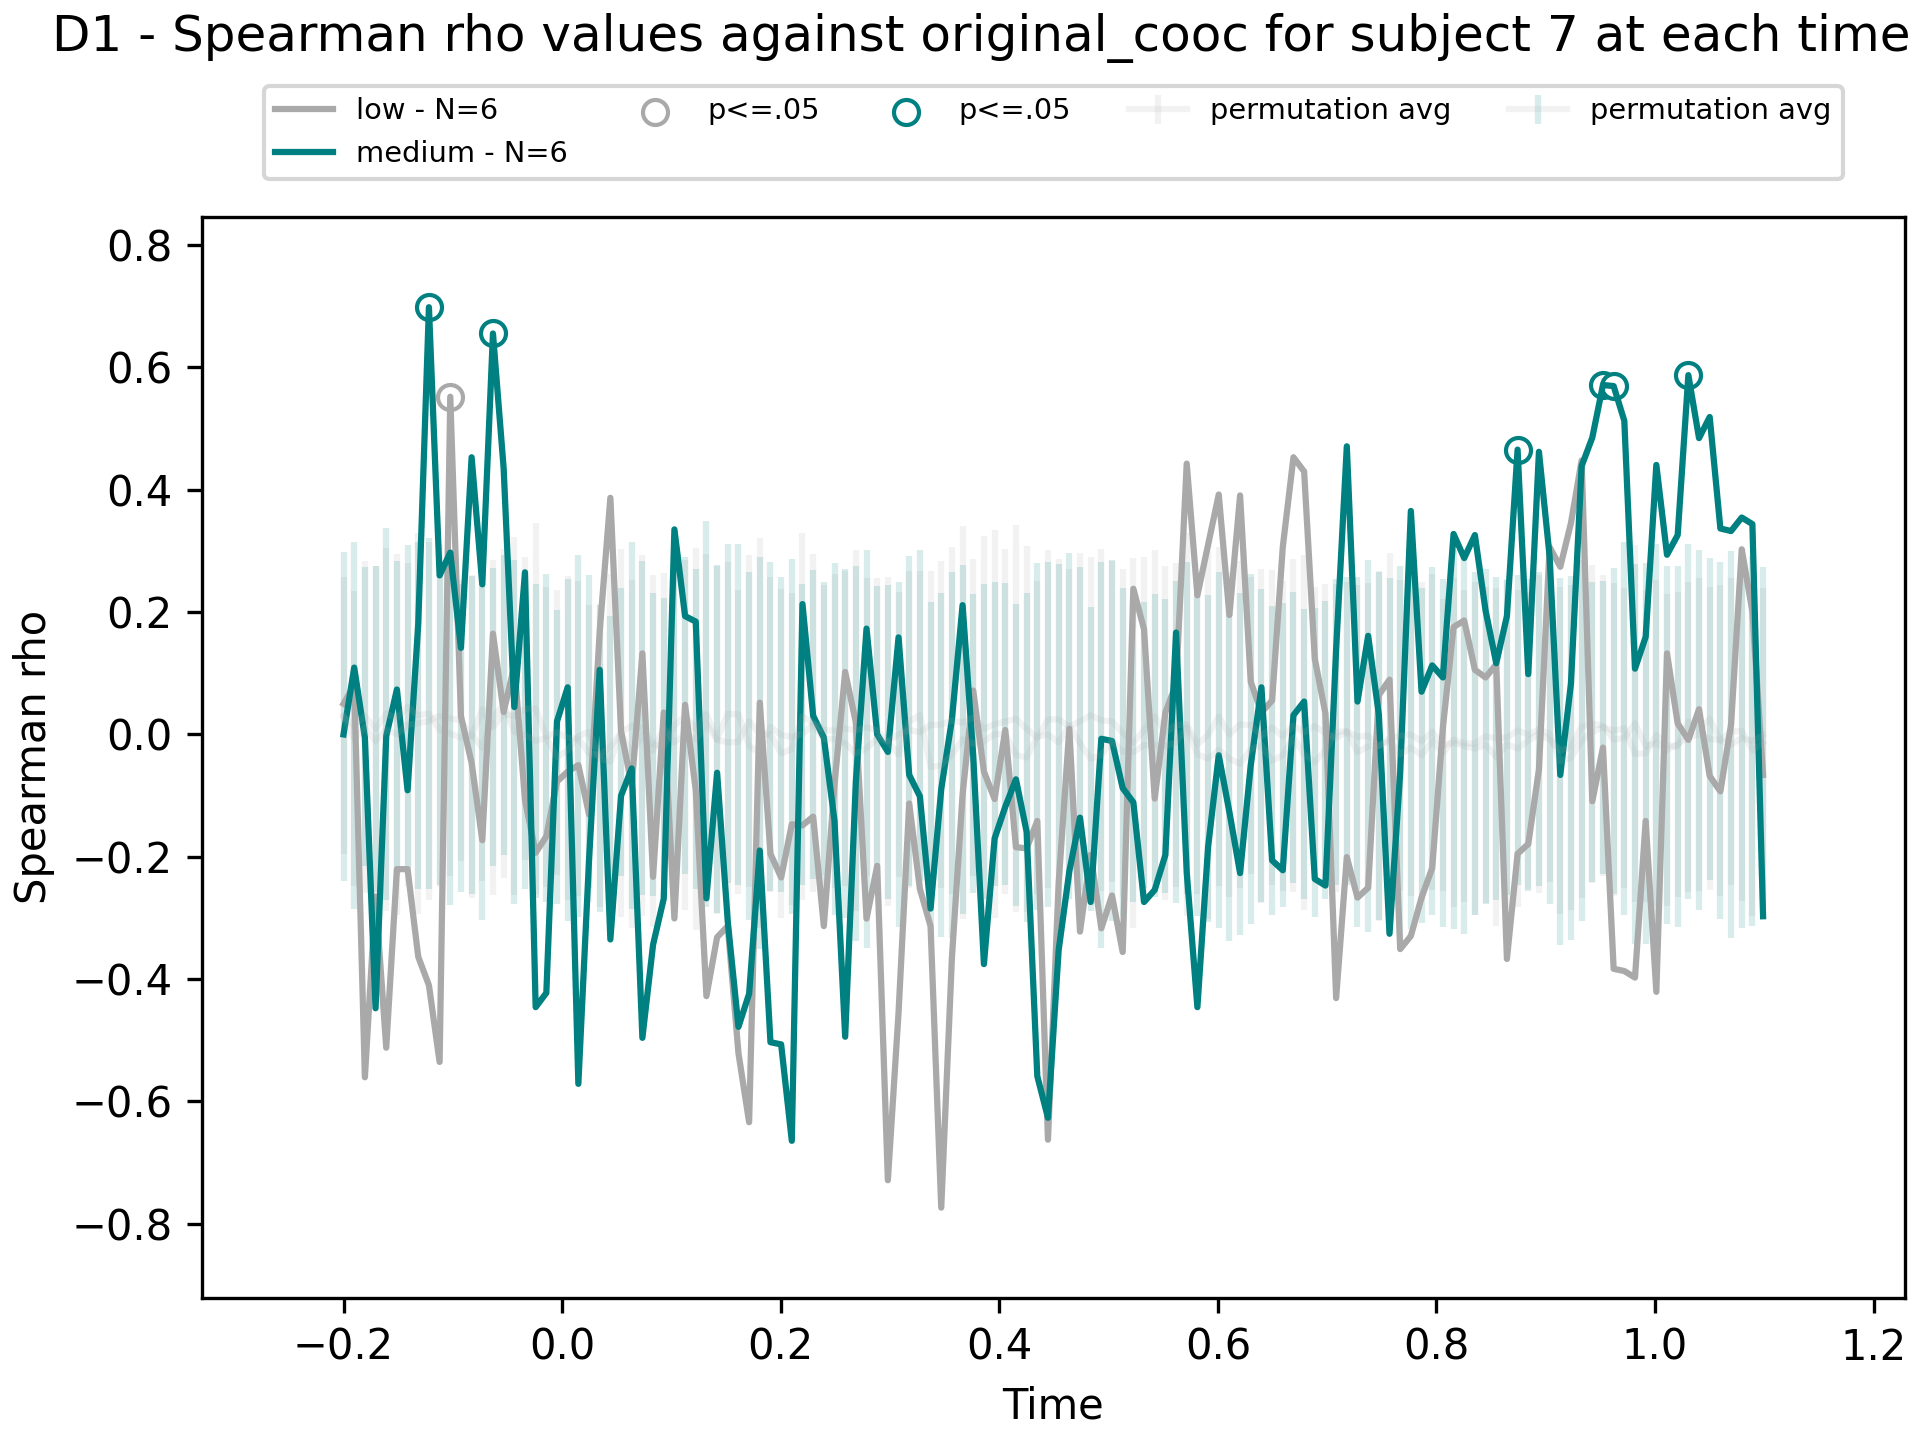 D1 - Spearman rho values against original_cooc for subject 7 at each time
low - N=6
medium - N=6
p<=.05
p<=.05
permutation avg
permutation avg
Spearman rho
0.8
0.6
0.4
0.2
0.0
−0.2
−0.4
−0.6
−0.8
−0.2 0.0 0.2 0.4 0.6 0.8 1.0 1.2
Time